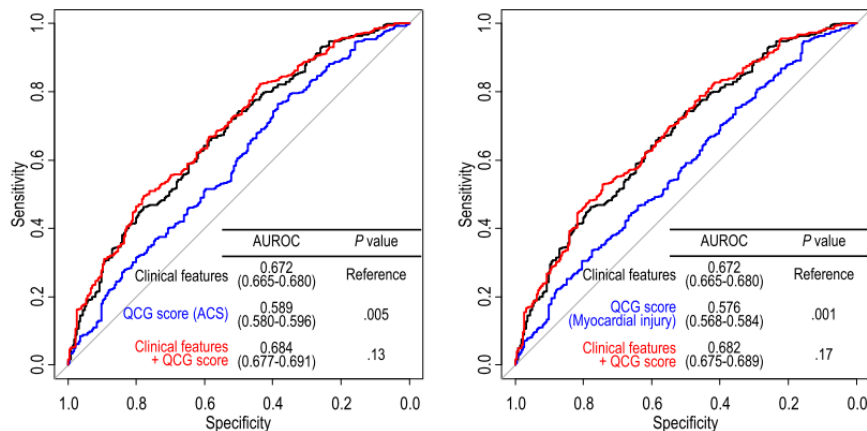 1.0
0.8
0.6
0.4
0.2
0.0
Sensitivity
1.0 0.8 0.6 0.4 0.2 0.0
Specificity
AUROC P value
Clinical features 0.672 (0.665-0.680) Reference
QCG score (ACS) 0.589 (0.580-0.596) .005
Clinical features + QCG score 0.684 (0.677-0.691) .13
1.0
0.8
0.6
0.4
0.2
0.0
Sensitivity
1.0 0.8 0.6 0.4 0.2 0.0
Specificity
AUROC P value
Clinical features 0.672 (0.665-0.680) Reference
QCG score (Myocardial injury) 0.576 (0.568-0.584) .001
Clinical features + QCG score 0.682 (0.675-0.689) .17